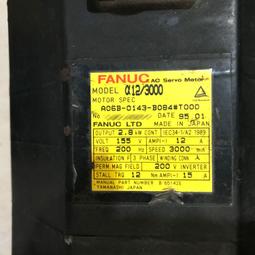 FANUC AC Servo Motor
MODEL α12/3000
MOTOR SPEC
A06B-0143-B084#7000
No DATE 95.01
FANUC LTD MADE IN JAPAN
OUTPUT 2.8 kW CONT IEC34-1/A2 1989
VOLT 155 V AMP(~) 12 A
FREQ 200 Hz SPEED 3000 min
INSULATION F 3 PHASE WINDING CONN. A
PERM. MAG FIELD 200 V INVERTER
STALL TRQ 12 Nm AMP(~) 15 A
MANUAL PART NUMBER B-65142E
YAMANASHI JAPAN